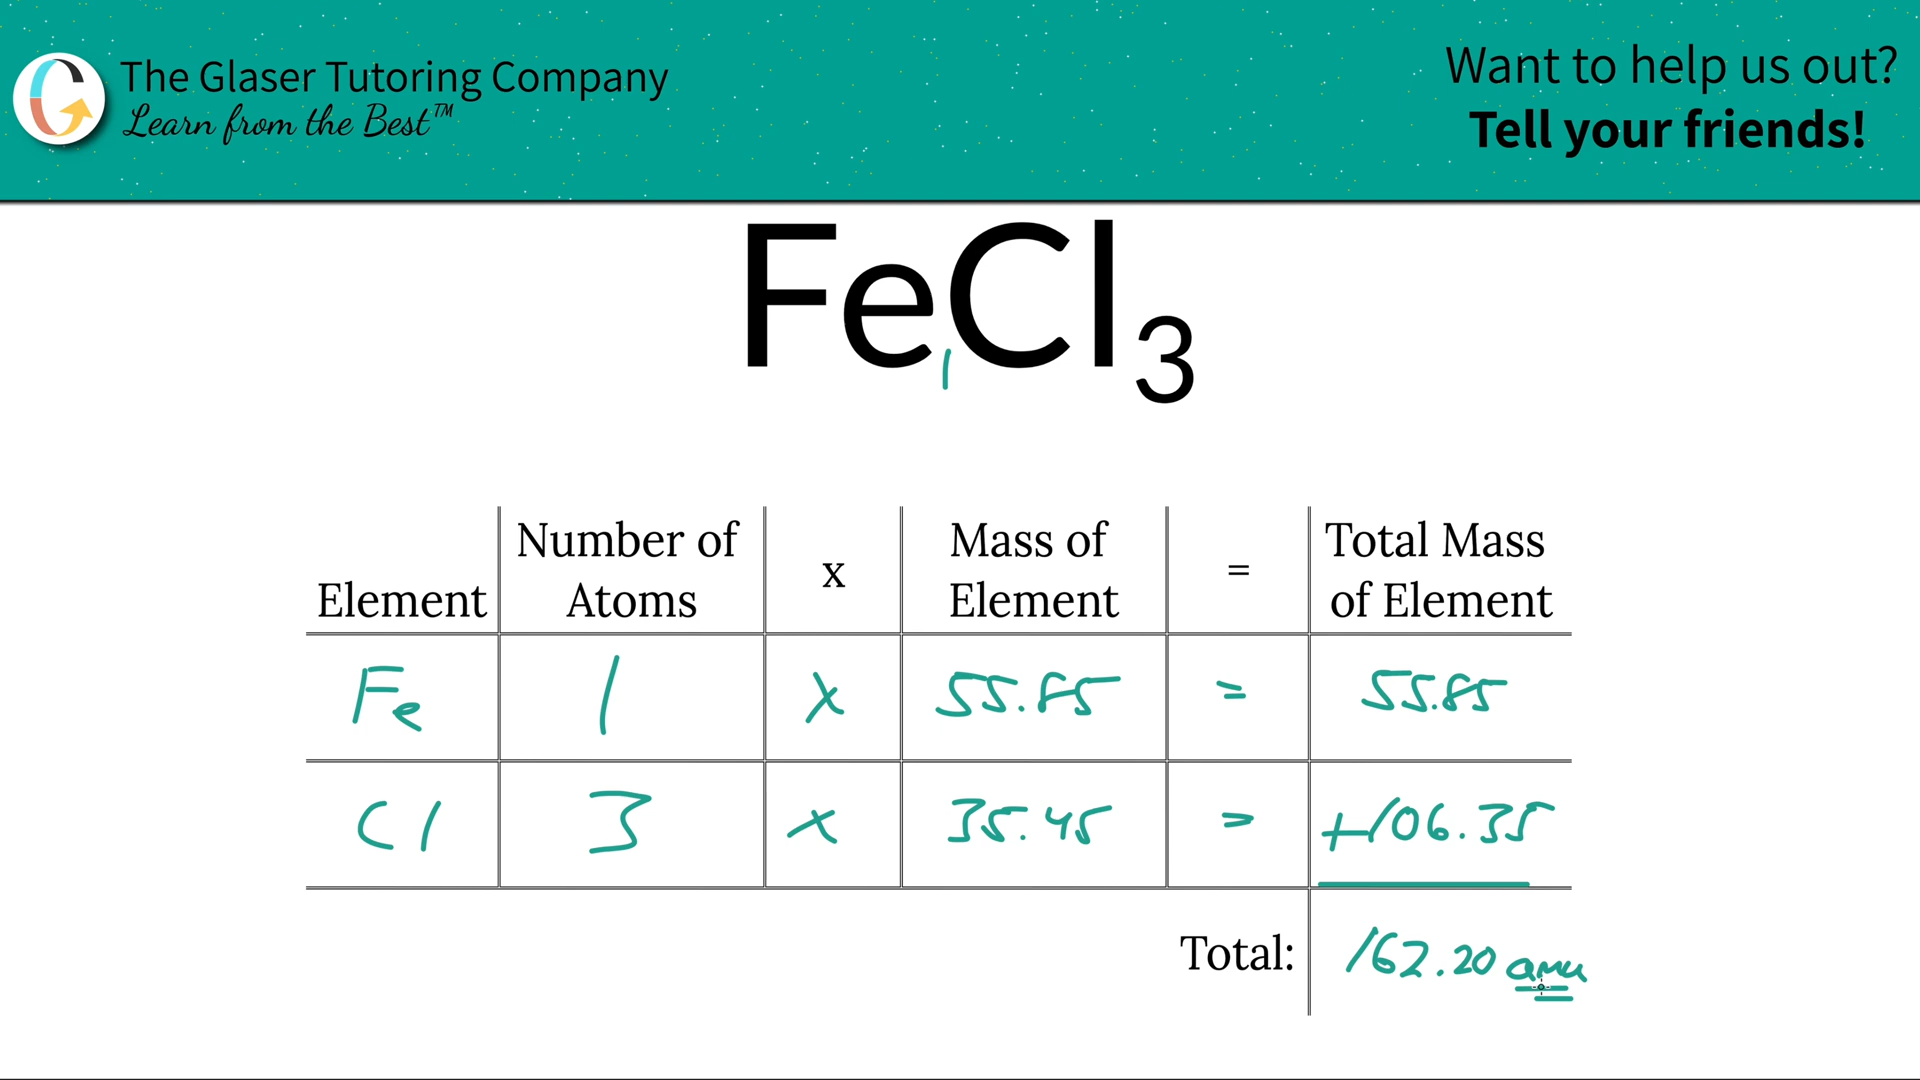 The Glaser Tutoring Company
Learn from the Best™
Want to help us out?
Tell your friends!
FeCl₃
1
Element | Number of Atoms | x | Mass of Element | = | Total Mass of Element
Fe | 1 | x | 55.85 | = | 55.85
Cl | 3 | x | 35.45 | = | +106.35
Total: 162.20 amu